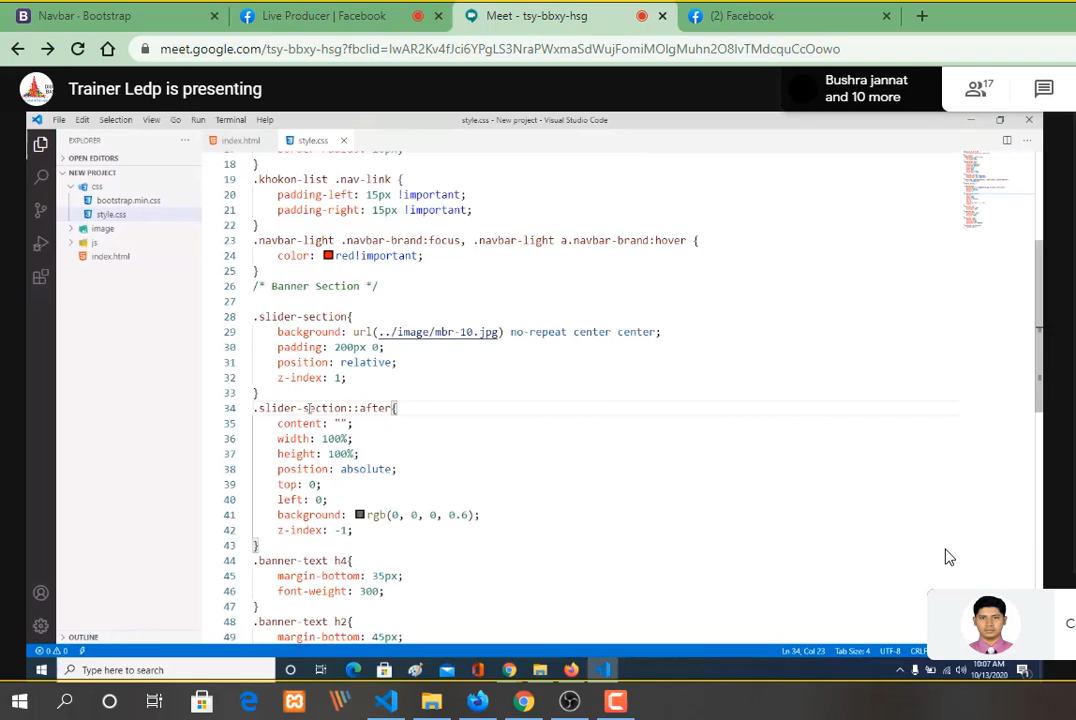 Navbar - Bootstrap
Live Producer | Facebook
Meet - tsy-bbxy-hsg
(2) Facebook
meet.google.com/tsy-bbxy-hsg?fbclid=IwAR2Kv4fJci6YPgLS3NraPWxmaSdWujFomiMOlgMuhn2O8lvTMdcquCcOowo
Trainer Ledp is presenting
Bushra jannat
and 10 more
17
File Edit Selection View Go Run Terminal Help
style.css - New project - Visual Studio Code
EXPLORER
index.html
style.css
OPEN EDITORS
NEW PROJECT
css
bootstrap.min.css
style.css
image
js
index.html
OUTLINE
18 }
19 .khokon-list .nav-link {
20 padding-left: 15px !important;
21 padding-right: 15px !important;
22 }
23 .navbar-light .navbar-brand:focus, .navbar-light a.navbar-brand:hover {
24 color: red!important;
25 }
26 /* Banner Section */
27
28 .slider-section{
29 background: url(../image/mbr-10.jpg) no-repeat center center;
30 padding: 200px 0;
31 position: relative;
32 z-index: 1;
33 }
34 .slider-section::after{
35 content: "";
36 width: 100%;
37 height: 100%;
38 position: absolute;
39 top: 0;
40 left: 0;
41 background: rgb(0, 0, 0, 0.6);
42 z-index: -1;
43 }
44 .banner-text h4{
45 margin-bottom: 35px;
46 font-weight: 300;
47 }
48 .banner-text h2{
49 margin-bottom: 45px;
0 0
Ln 34, Col 23 Tab Size: 4 UTF-8
Type here to search
10:07 AM
10/13/2020